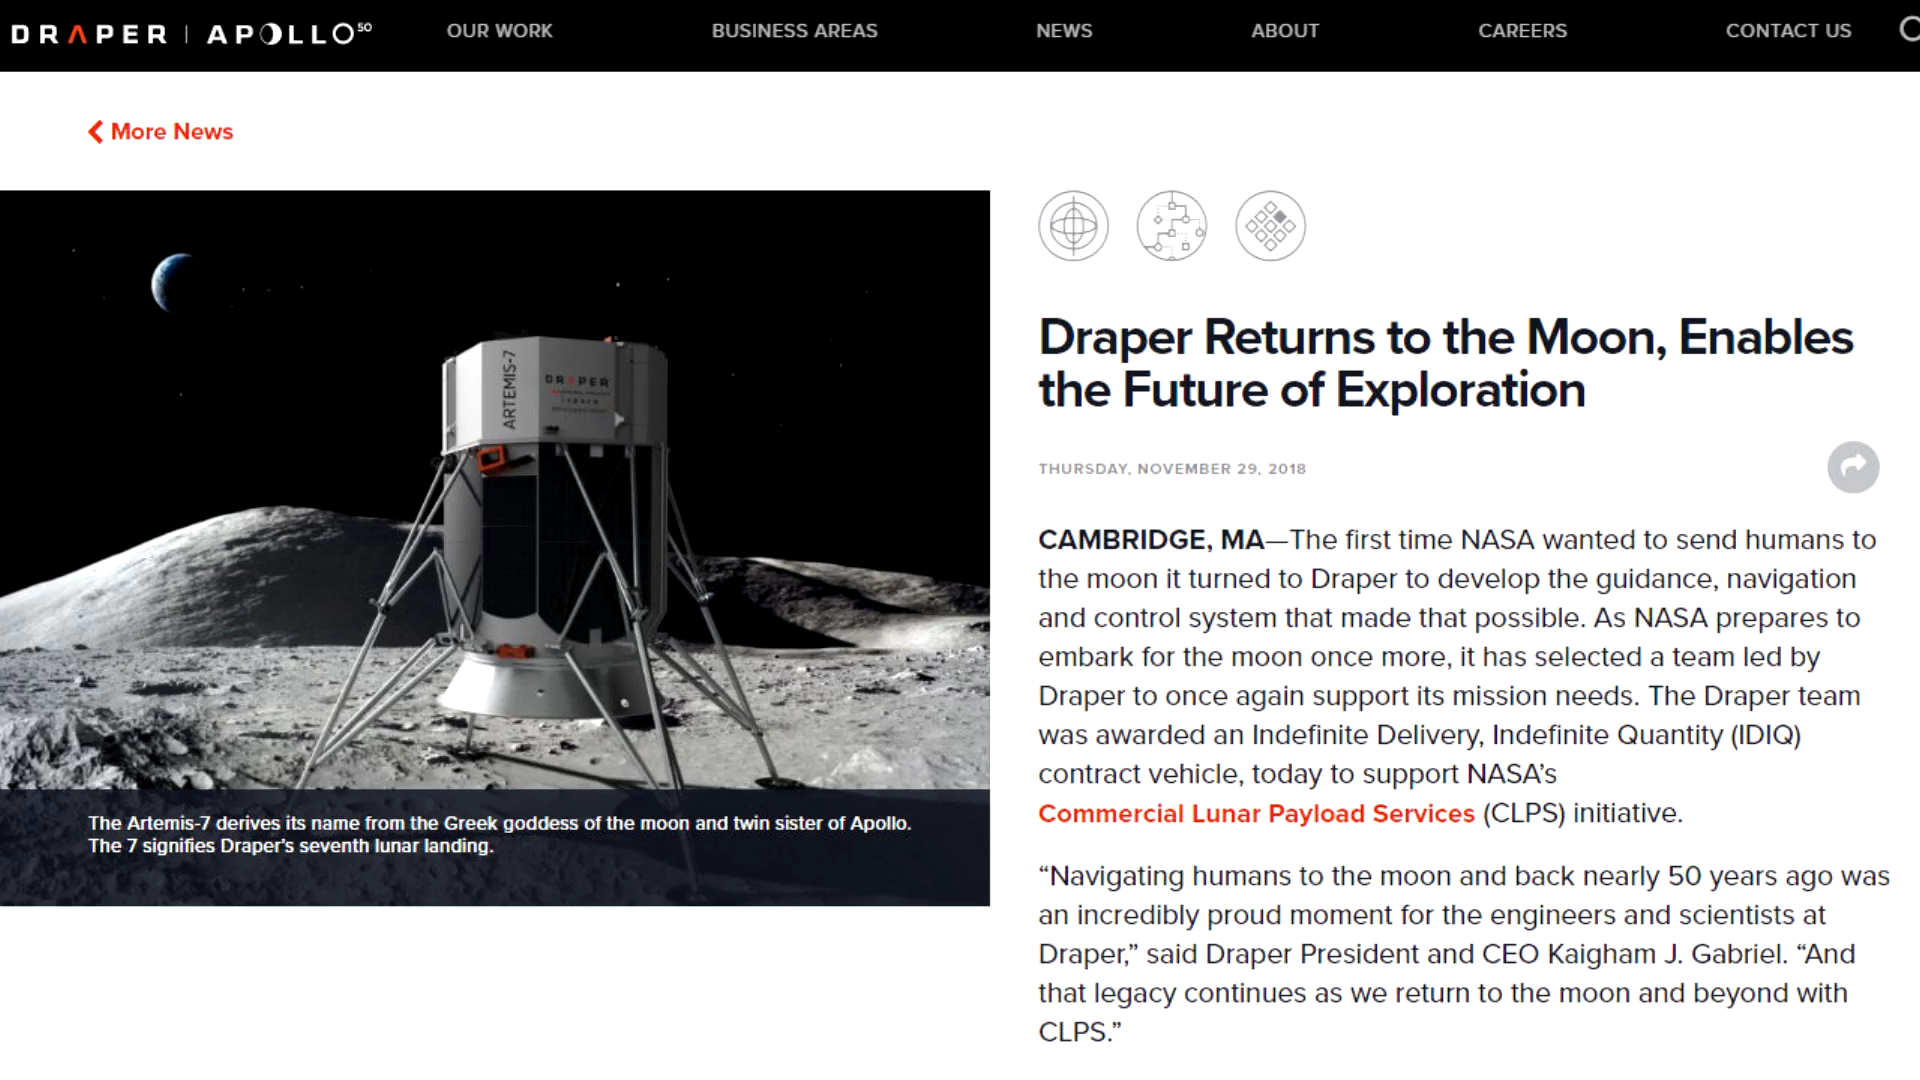 DRAPER | APOLLO50
OUR WORK
BUSINESS AREAS
NEWS
ABOUT
CAREERS
CONTACT US
More News
ARTEMIS-7
DRAPER
The Artemis-7 derives its name from the Greek goddess of the moon and twin sister of Apollo.
The 7 signifies Draper's seventh lunar landing.
Draper Returns to the Moon, Enables
the Future of Exploration
THURSDAY, NOVEMBER 29, 2018
CAMBRIDGE, MA—The first time NASA wanted to send humans to
the moon it turned to Draper to develop the guidance, navigation
and control system that made that possible. As NASA prepares to
embark for the moon once more, it has selected a team led by
Draper to once again support its mission needs. The Draper team
was awarded an Indefinite Delivery, Indefinite Quantity (IDIQ)
contract vehicle, today to support NASA's
Commercial Lunar Payload Services (CLPS) initiative.
“Navigating humans to the moon and back nearly 50 years ago was
an incredibly proud moment for the engineers and scientists at
Draper,” said Draper President and CEO Kaigham J. Gabriel. “And
that legacy continues as we return to the moon and beyond with
CLPS.”